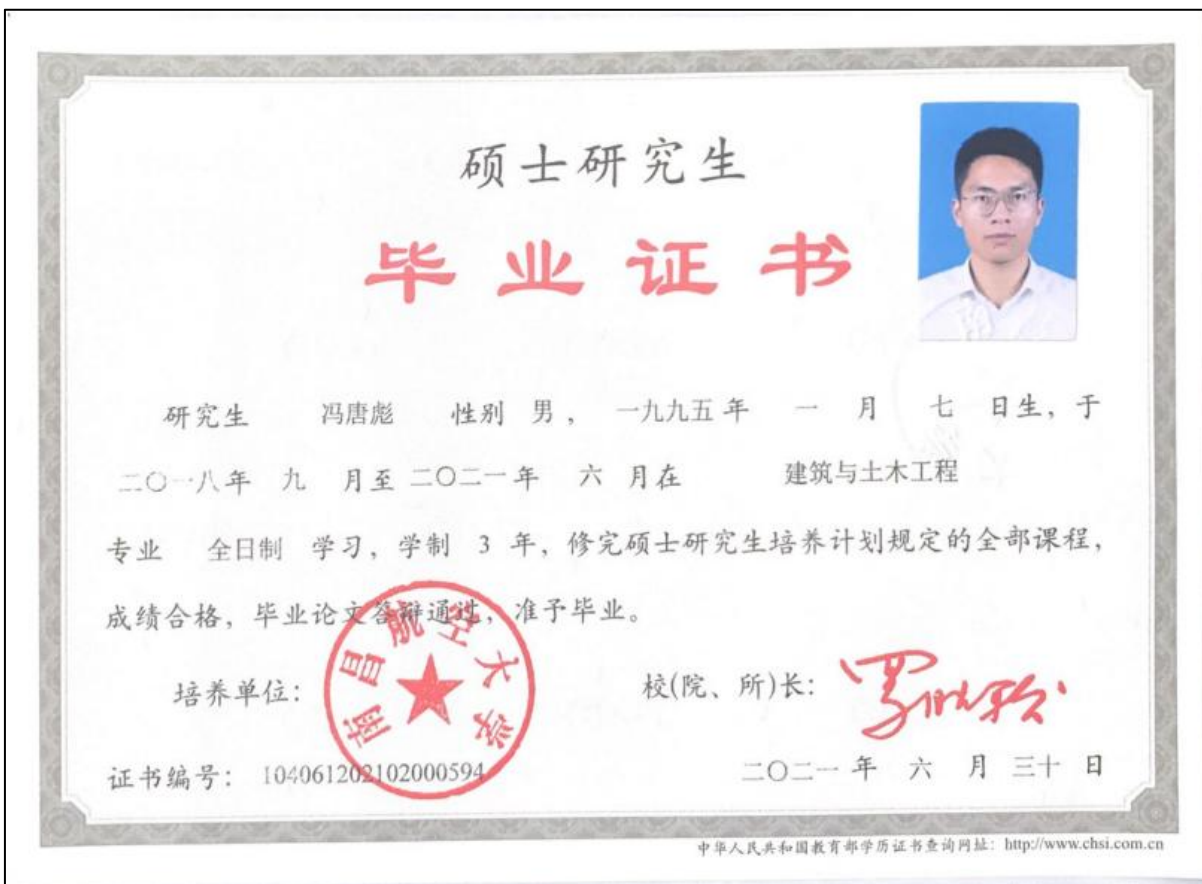 硕士研究生
毕业证书
研究生 冯唐彪 性别 男， 一九九五 年 一 月 七 日生，于
二〇一八年 九 月至 二〇二一年 六 月在 建筑与土木工程
专业 全日制 学习，学制 3 年，修完硕士研究生培养计划规定的全部课程，
成绩合格，毕业论文答辩通过，准予毕业。
南昌航空大学
培养单位： 校(院、所)长：
证书编号： 104061202102000594 二〇二一 年 六 月 三十 日
中华人民共和国教育部学历证书查询网址：http://www.chsi.com.cn